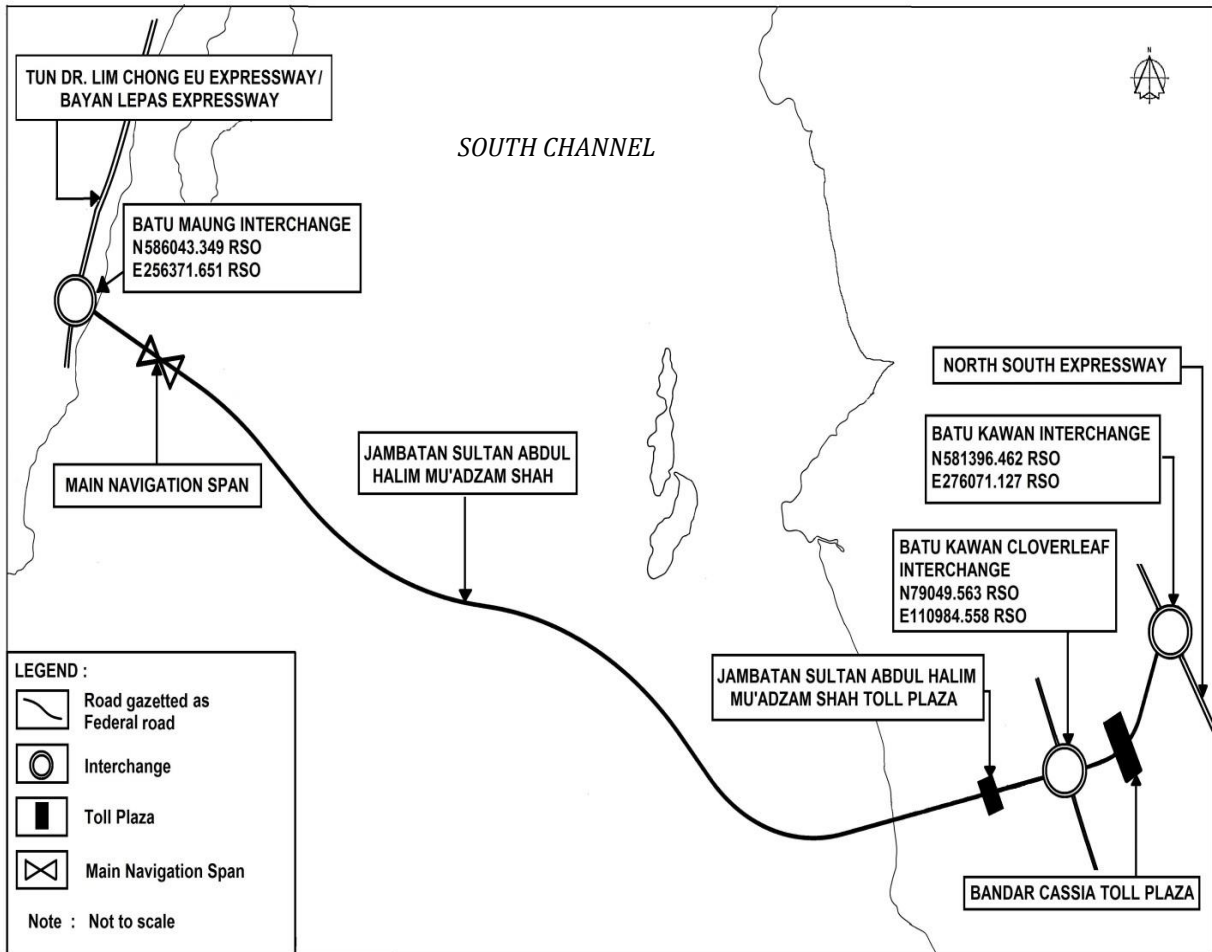 N
TUN DR. LIM CHONG EU EXPRESSWAY/
BAYAN LEPAS EXPRESSWAY
SOUTH CHANNEL
BATU MAUNG INTERCHANGE
N586043.349 RSO
E256371.651 RSO
NORTH SOUTH EXPRESSWAY
BATU KAWAN INTERCHANGE
N581396.462 RSO
E276071.127 RSO
JAMBATAN SULTAN ABDUL
HALIM MU'ADZAM SHAH
MAIN NAVIGATION SPAN
BATU KAWAN CLOVERLEAF
INTERCHANGE
N79049.563 RSO
E110984.558 RSO
JAMBATAN SULTAN ABDUL HALIM
MU'ADZAM SHAH TOLL PLAZA
BANDAR CASSIA TOLL PLAZA
LEGEND :
Road gazetted as
Federal road
Interchange
Toll Plaza
Main Navigation Span
Note : Not to scale